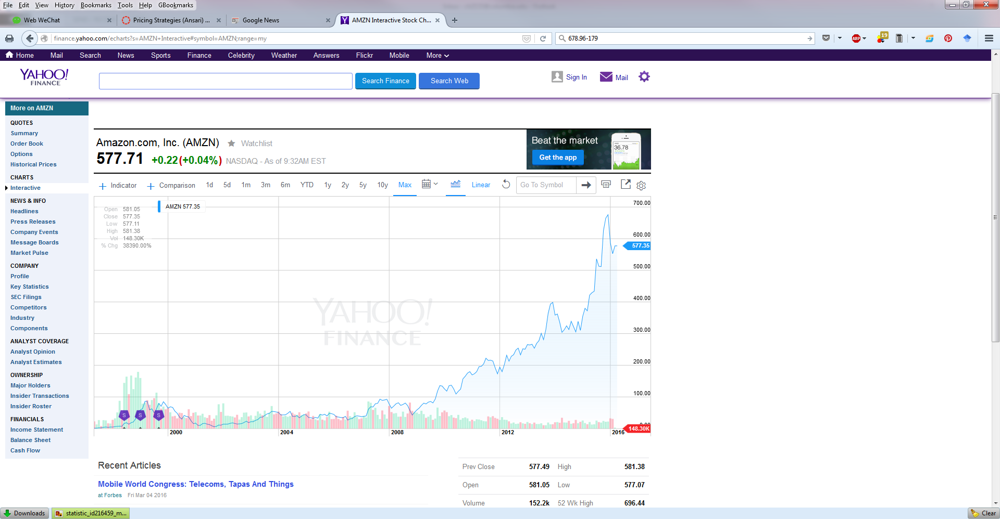 File Edit View History Bookmarks Tools Help GBookmarks
Web WeChat
Pricing Strategies (Ansari) ...
Google News
AMZN Interactive Stock Ch...
finance.yahoo.com/echarts?s=AMZN+Interactive#symbol=AMZN;range=my
678.96-179
ABP
19
Home Mail Search News Sports Finance Celebrity Weather Answers Flickr Mobile More
YAHOO!
FINANCE
Search Finance
Search Web
Sign In
Mail
More on AMZN
QUOTES
Summary
Order Book
Options
Historical Prices
CHARTS
Interactive
NEWS & INFO
Headlines
Press Releases
Company Events
Message Boards
Market Pulse
COMPANY
Profile
Key Statistics
SEC Filings
Competitors
Industry
Components
ANALYST COVERAGE
Analyst Opinion
Analyst Estimates
OWNERSHIP
Major Holders
Insider Transactions
Insider Roster
FINANCIALS
Income Statement
Balance Sheet
Cash Flow
Amazon.com, Inc. (AMZN) Watchlist
577.71 +0.22(+0.04%) NASDAQ - As of 9:32AM EST
Beat the market
Get the app
36.78
Indicator Comparison 1d 5d 1m 3m 6m YTD 1y 2y 5y 10y Max Linear Go To Symbol
Open 581.05
Close 577.35
Low 577.11
High 581.38
Vol 148.30K
% Chg 38390.00%
AMZN 577.35
YAHOO!
FINANCE
700.00
600.00
577.35
500.00
400.00
300.00
200.00
100.00
148.30K
S S S
2000 2004 2008 2012 2016
Recent Articles
Mobile World Congress: Telecoms, Tapas And Things
at Forbes Fri Mar 04 2016
Prev Close 577.49 High 581.38
Open 581.05 Low 577.07
Volume 152.2k 52 Wk High 696.44
Downloads
statistic_id216459_m...
Clear